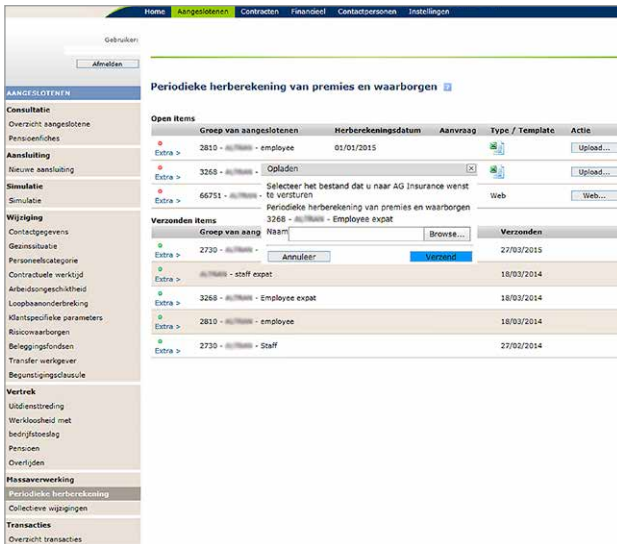 Home Aangeslotenen Contracten Financieel Contactpersonen Instellingen
Gebruiker:
Afmelden
AANGESLOTENEN
Consultatie
Overzicht aangeslotene
Pensioenfiches
Aansluiting
Nieuwe aansluiting
Simulatie
Simulatie
Wijziging
Contactgegevens
Gezinssituatie
Personeelscategorie
Contractuele werktijd
Arbeidsongeschiktheid
Loopbaanonderbreking
Klantspecifieke parameters
Risicowaarborgen
Beleggingsfondsen
Transfer werkgever
Begunstigingsclausule
Vertrek
Uitdiensttreding
Werkloosheid met
bedrijfstoeslag
Pensioen
Overlijden
Massaverwerking
Periodieke herberekening
Collectieve wijzigingen
Transacties
Overzicht transacties
Periodieke herberekening van premies en waarborgen ?
Open items
Groep van aangeslotenen Herberekeningsdatum Aanvraag Type / Template Actie
Extra > 2810 - - employee 01/01/2015 Upload...
Extra > 3268 - Upload...
Extra > 66751 - Web Web...
Opladen
Selecteer het bestand dat u naar AG Insurance wenst
te versturen
Periodieke herberekening van premies en waarborgen
3268 - - Employee expat
Naam Browse...
Annuleer Verzend
Verzonden items
Groep van aang Verzonden
Extra > 2730 - - 27/03/2015
Extra > - staff expat 18/03/2014
Extra > 3268 - - Employee expat 18/03/2014
Extra > 2810 - - employee 18/03/2014
Extra > 2730 - - Staff 27/02/2014